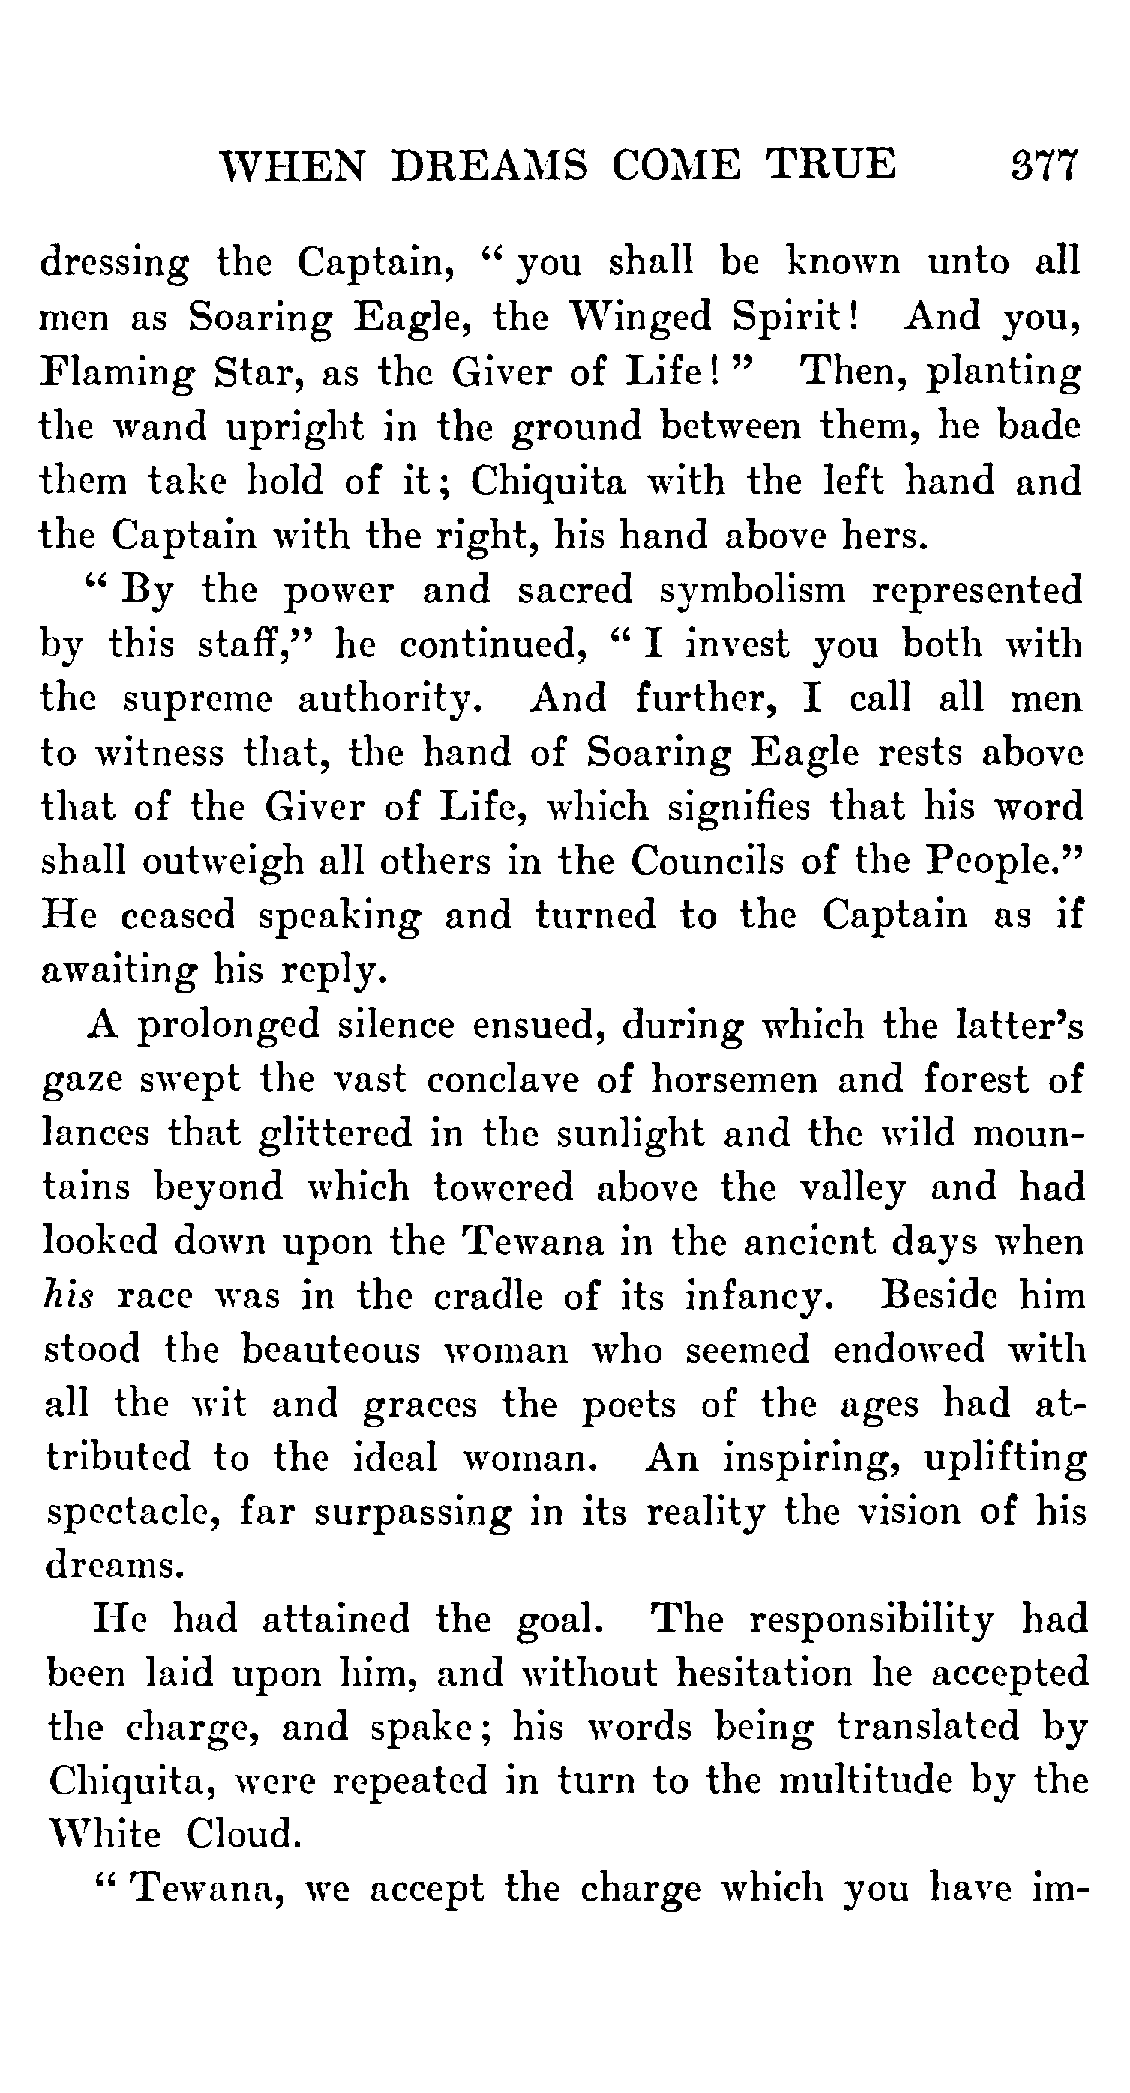 WHEN DREAMS COME TRUE 377
dressing the Captain, “ you shall be known unto all
men as Soaring Eagle, the Winged Spirit! And you,
Flaming Star, as the Giver of Life! ” Then, planting
the wand upright in the ground between them, he bade
them take hold of it; Chiquita with the left hand and
the Captain with the right, his hand above hers.
“ By the power and sacred symbolism represented
by this staff,” he continued, “ I invest you both with
the supreme authority. And further, I call all men
to witness that, the hand of Soaring Eagle rests above
that of the Giver of Life, which signifies that his word
shall outweigh all others in the Councils of the People.”
He ceased speaking and turned to the Captain as if
awaiting his reply.
A prolonged silence ensued, during which the latter’s
gaze swept the vast conclave of horsemen and forest of
lances that glittered in the sunlight and the wild moun-
tains beyond which towered above the valley and had
looked down upon the Tewana in the ancient days when
his race was in the cradle of its infancy. Beside him
stood the beauteous woman who seemed endowed with
all the wit and graces the poets of the ages had at-
tributed to the ideal woman. An inspiring, uplifting
spectacle, far surpassing in its reality the vision of his
dreams.
He had attained the goal. The responsibility had
been laid upon him, and without hesitation he accepted
the charge, and spake; his words being translated by
Chiquita, were repeated in turn to the multitude by the
White Cloud.
“ Tewana, we accept the charge which you have im-